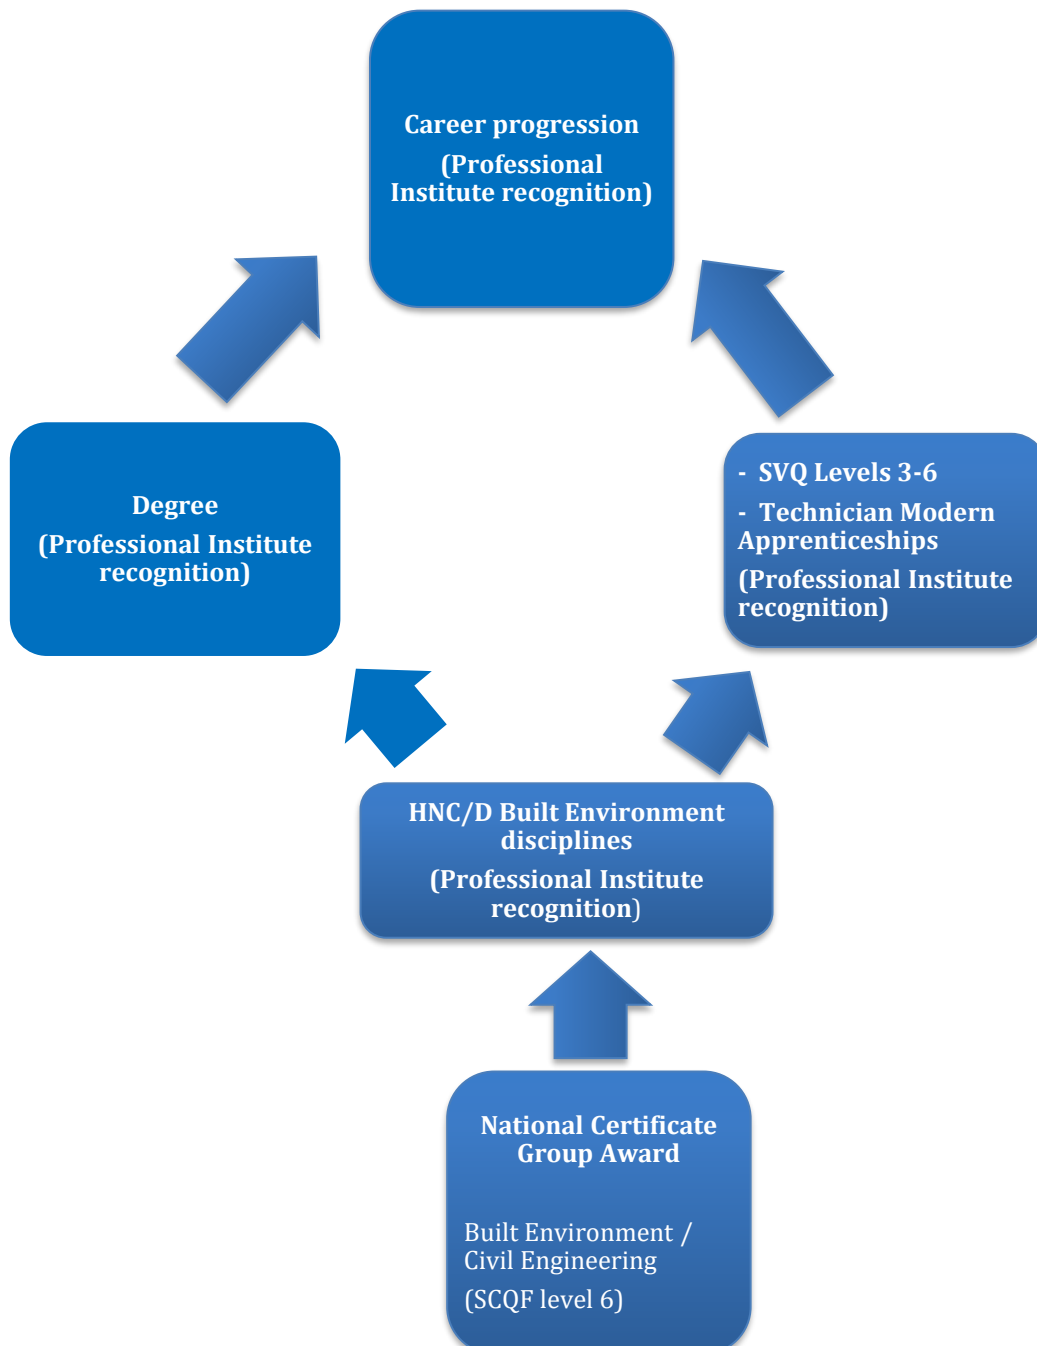 Career progression
(Professional
Institute recognition)
Degree
(Professional Institute
recognition)
- SVQ Levels 3-6
- Technician Modern
Apprenticeships
(Professional Institute
recognition)
HNC/D Built Environment
disciplines
(Professional Institute
recognition)
National Certificate
Group Award
Built Environment /
Civil Engineering
(SCQF level 6)